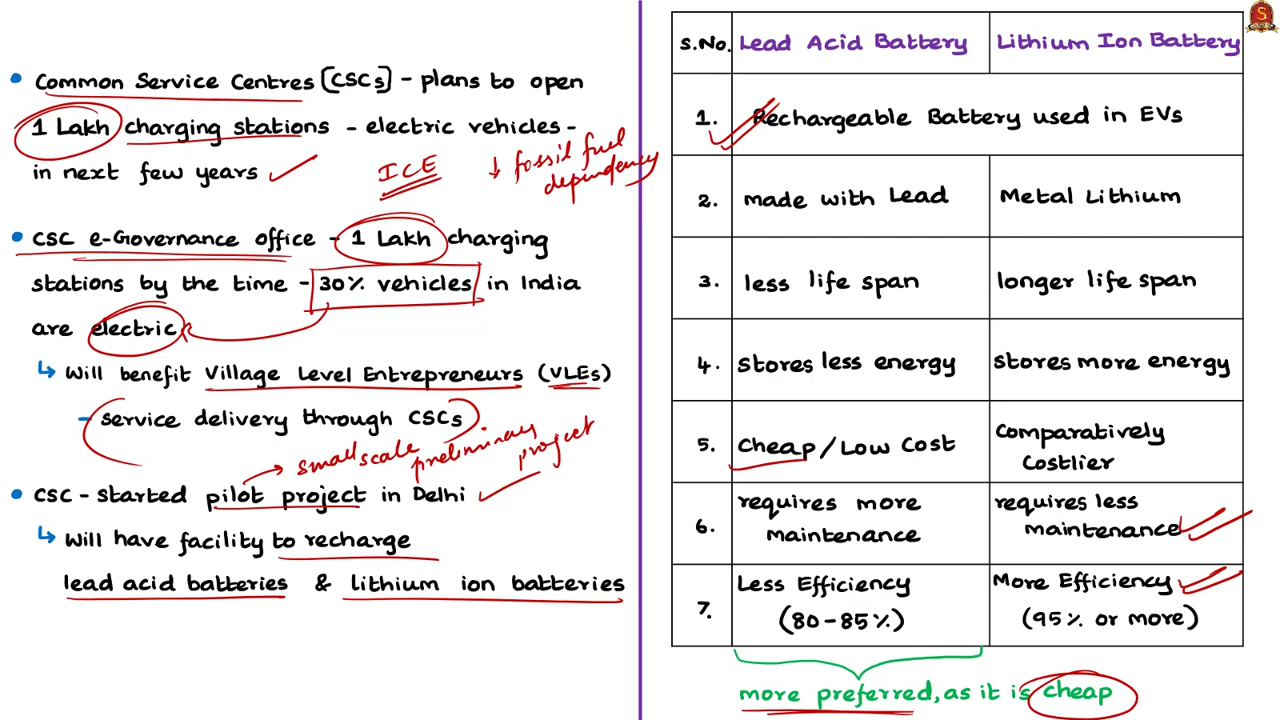 • Common Service Centres [CSCs] - plans to open
1 Lakh charging stations - electric vehicles -
in next few years
ICE
↓ fossil fuel
dependency
• CSC e-Governance office - 1 Lakh charging
stations by the time - 30% vehicles in India
are electric
↳ Will benefit Village Level Entrepreneurs (VLEs)
- service delivery through CSCs
→ small scale preliminary project
• CSC - started pilot project in Delhi
↳ Will have facility to recharge
lead acid batteries & lithium ion batteries
S.No. Lead Acid Battery Lithium Ion Battery
1. Rechargeable Battery used in EVs
2. made with Lead Metal Lithium
3. less life span longer life span
4. Stores less energy stores more energy
5. Cheap/Low Cost Comparatively
Costlier
6. requires more requires less
maintenance maintenance
7. Less Efficiency More Efficiency
(80-85%) (95% or more)
more preferred, as it is cheap
S